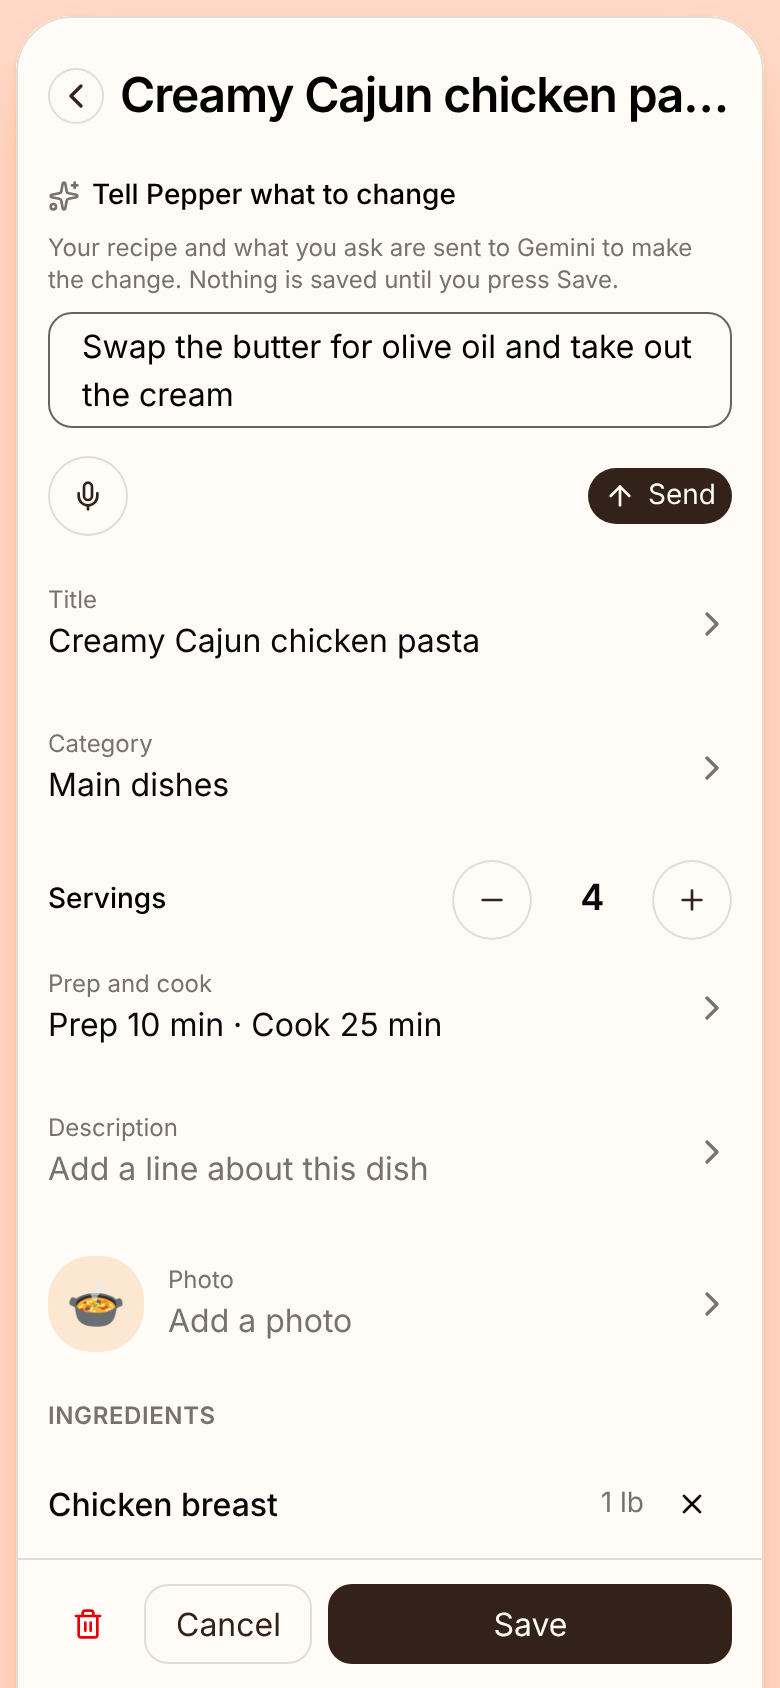 Creamy Cajun chicken pa...
Tell Pepper what to change
Your recipe and what you ask are sent to Gemini to make
the change. Nothing is saved until you press Save.
Swap the butter for olive oil and take out
the cream
Send
Title
Creamy Cajun chicken pasta
Category
Main dishes
Servings
4
Prep and cook
Prep 10 min · Cook 25 min
Description
Add a line about this dish
Photo
Add a photo
INGREDIENTS
Chicken breast 1 lb
Cancel Save